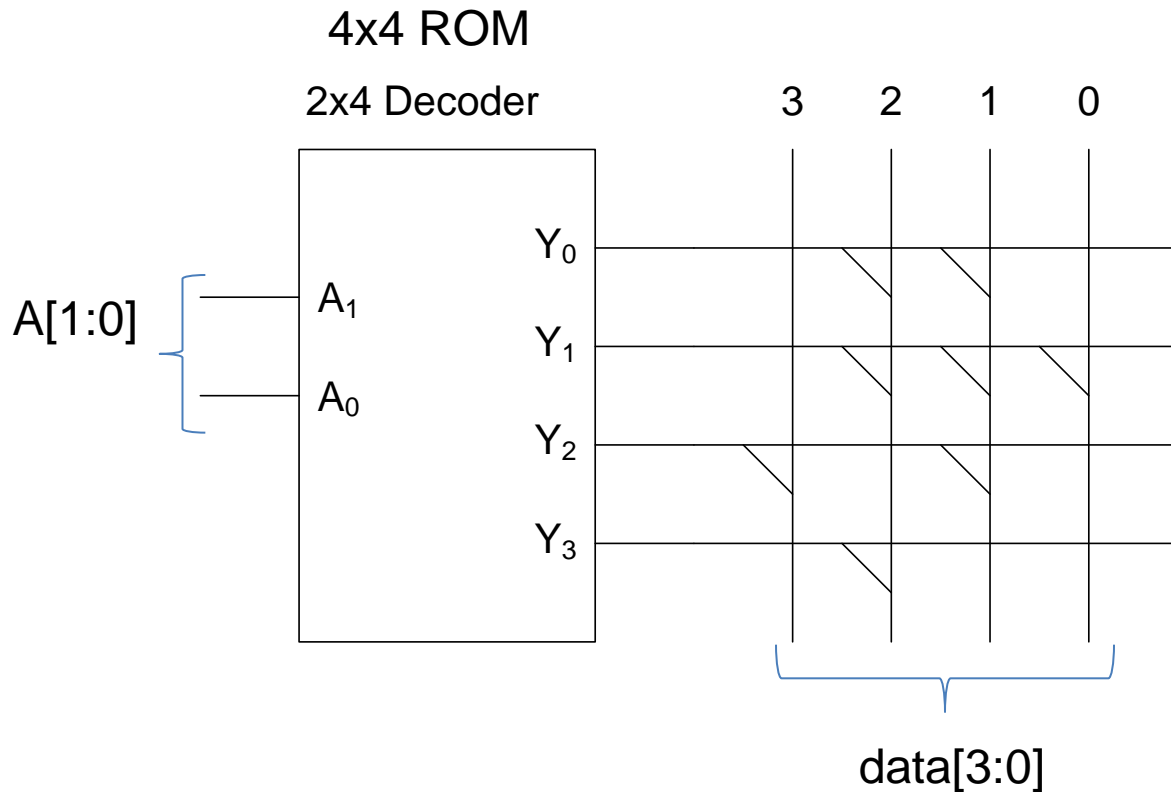 4x4 ROM
2x4 Decoder
3 2 1 0
Y₀
A₁
A[1:0]
Y₁
A₀
Y₂
Y₃
data[3:0]